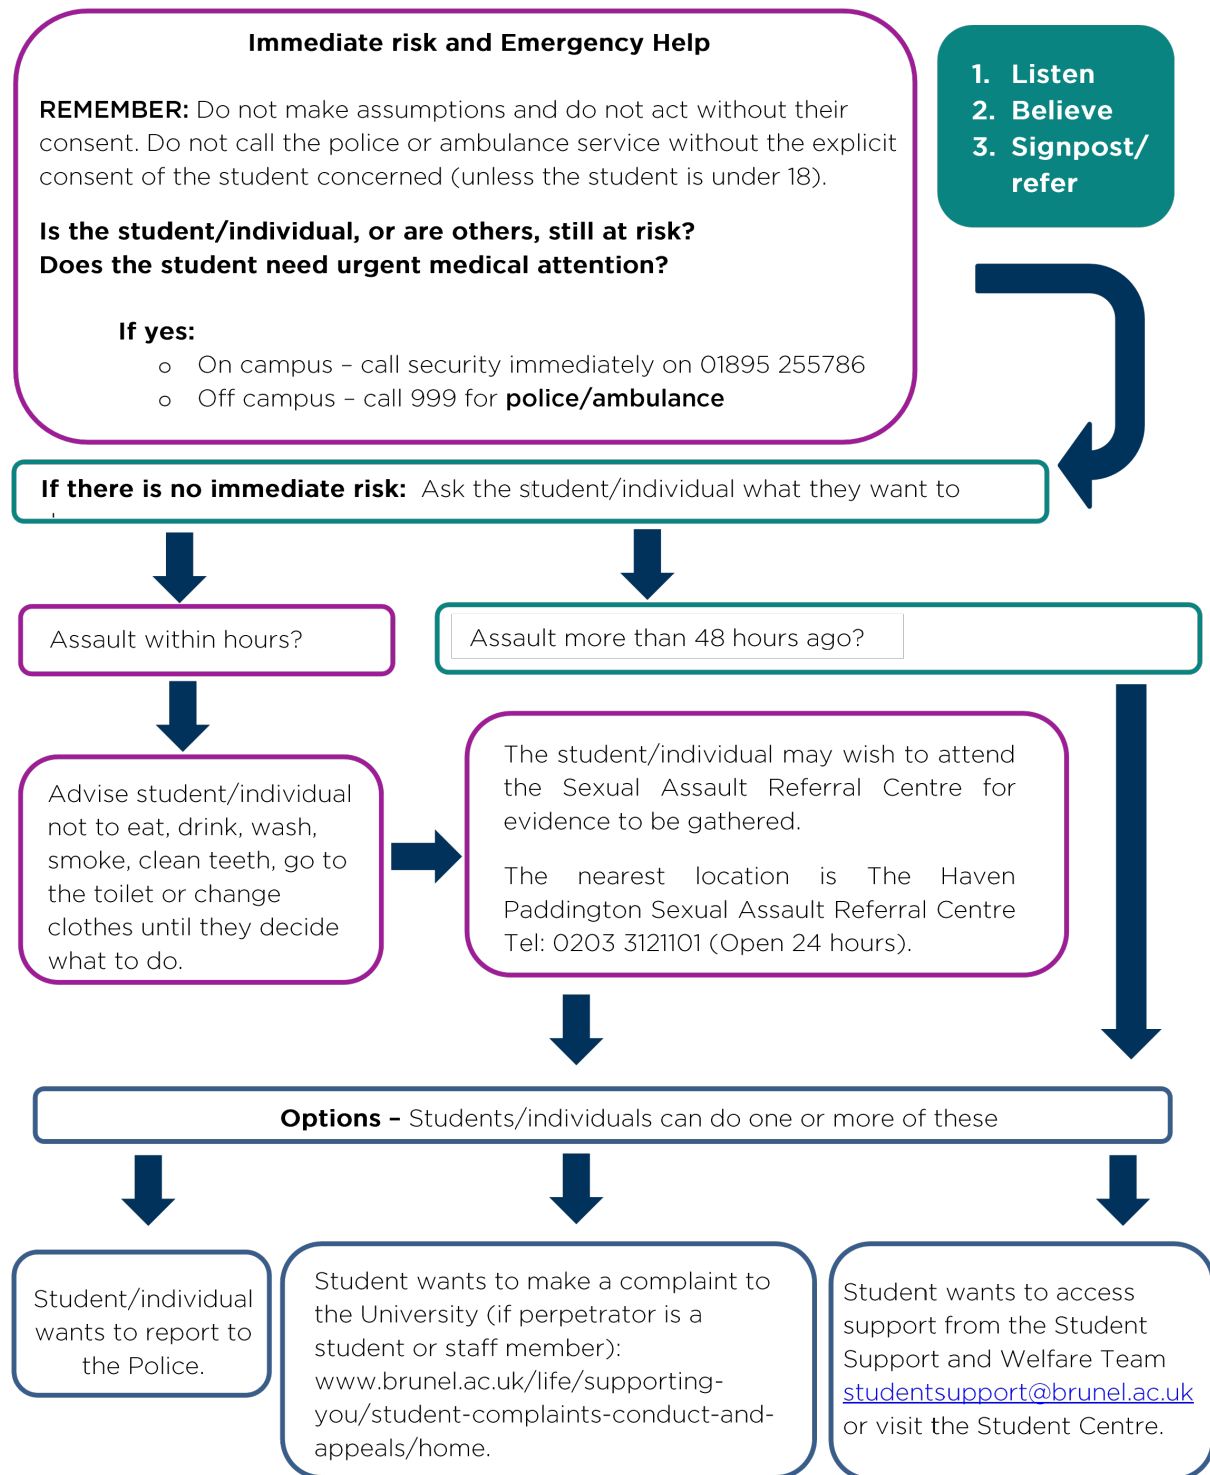 Immediate risk and Emergency Help
REMEMBER: Do not make assumptions and do not act without their
consent. Do not call the police or ambulance service without the explicit
consent of the student concerned (unless the student is under 18).
Is the student/individual, or are others, still at risk?
Does the student need urgent medical attention?
If yes:
o On campus – call security immediately on 01895 255786
o Off campus – call 999 for police/ambulance
1. Listen
2. Believe
3. Signpost/
refer
If there is no immediate risk: Ask the student/individual what they want to
Assault within hours?
Assault more than 48 hours ago?
Advise student/individual
not to eat, drink, wash,
smoke, clean teeth, go to
the toilet or change
clothes until they decide
what to do.
The student/individual may wish to attend
the Sexual Assault Referral Centre for
evidence to be gathered.
The nearest location is The Haven
Paddington Sexual Assault Referral Centre
Tel: 0203 3121101 (Open 24 hours).
Options – Students/individuals can do one or more of these
Student/individual
wants to report to
the Police.
Student wants to make a complaint to
the University (if perpetrator is a
student or staff member):
www.brunel.ac.uk/life/supporting-
you/student-complaints-conduct-and-
appeals/home.
Student wants to access
support from the Student
Support and Welfare Team
studentsupport@brunel.ac.uk
or visit the Student Centre.